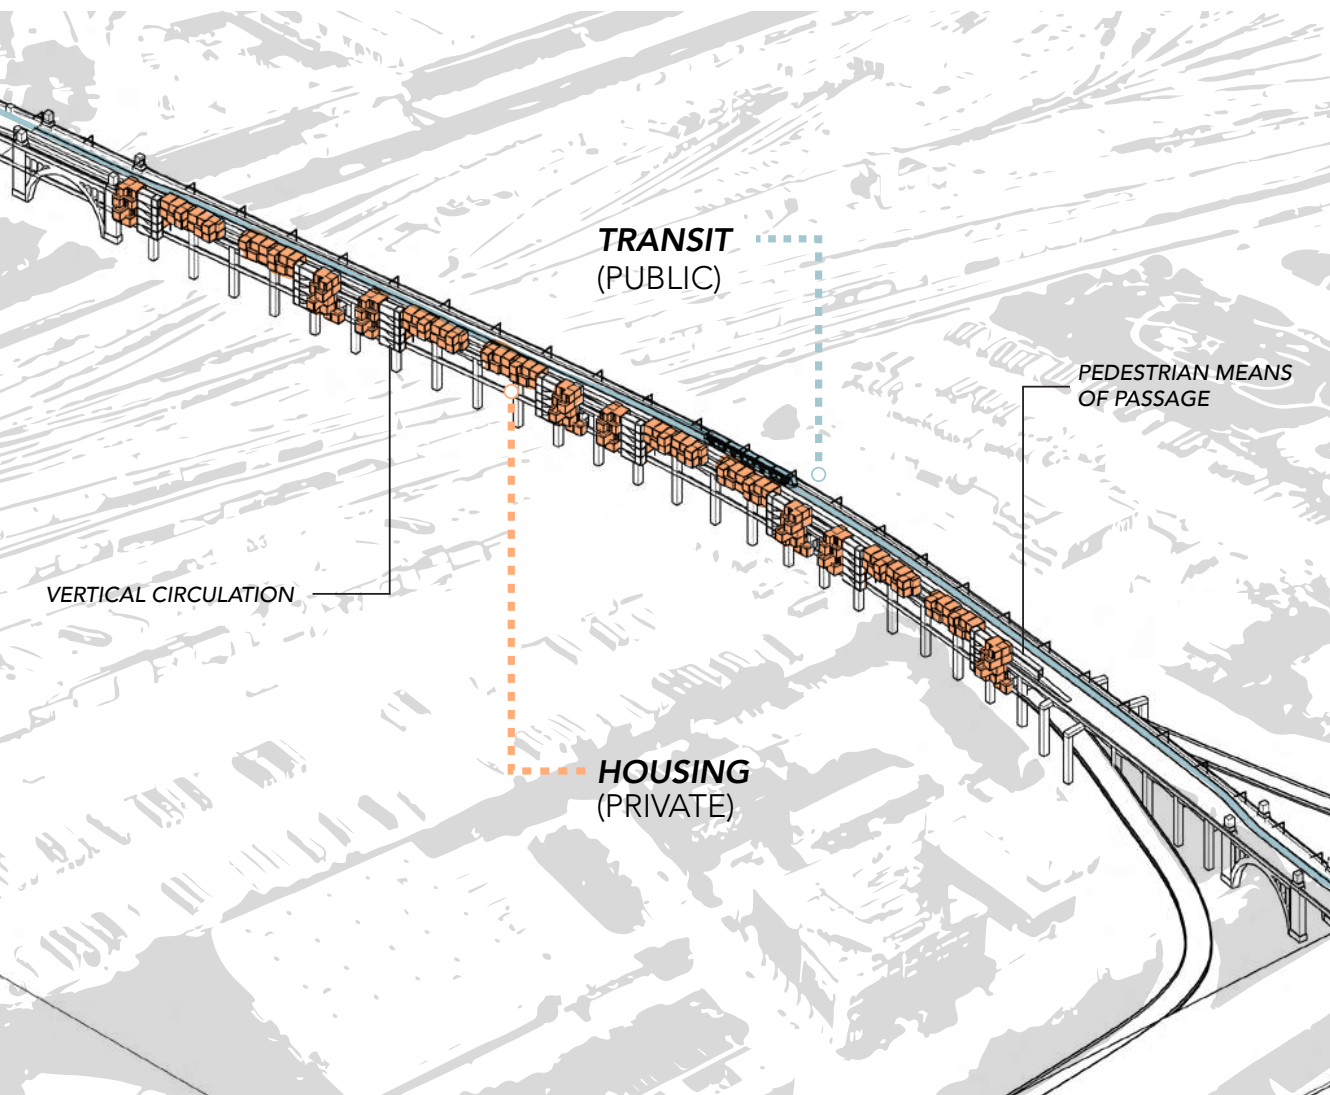 TRANSIT
(PUBLIC)
PEDESTRIAN MEANS
OF PASSAGE
VERTICAL CIRCULATION
HOUSING
(PRIVATE)